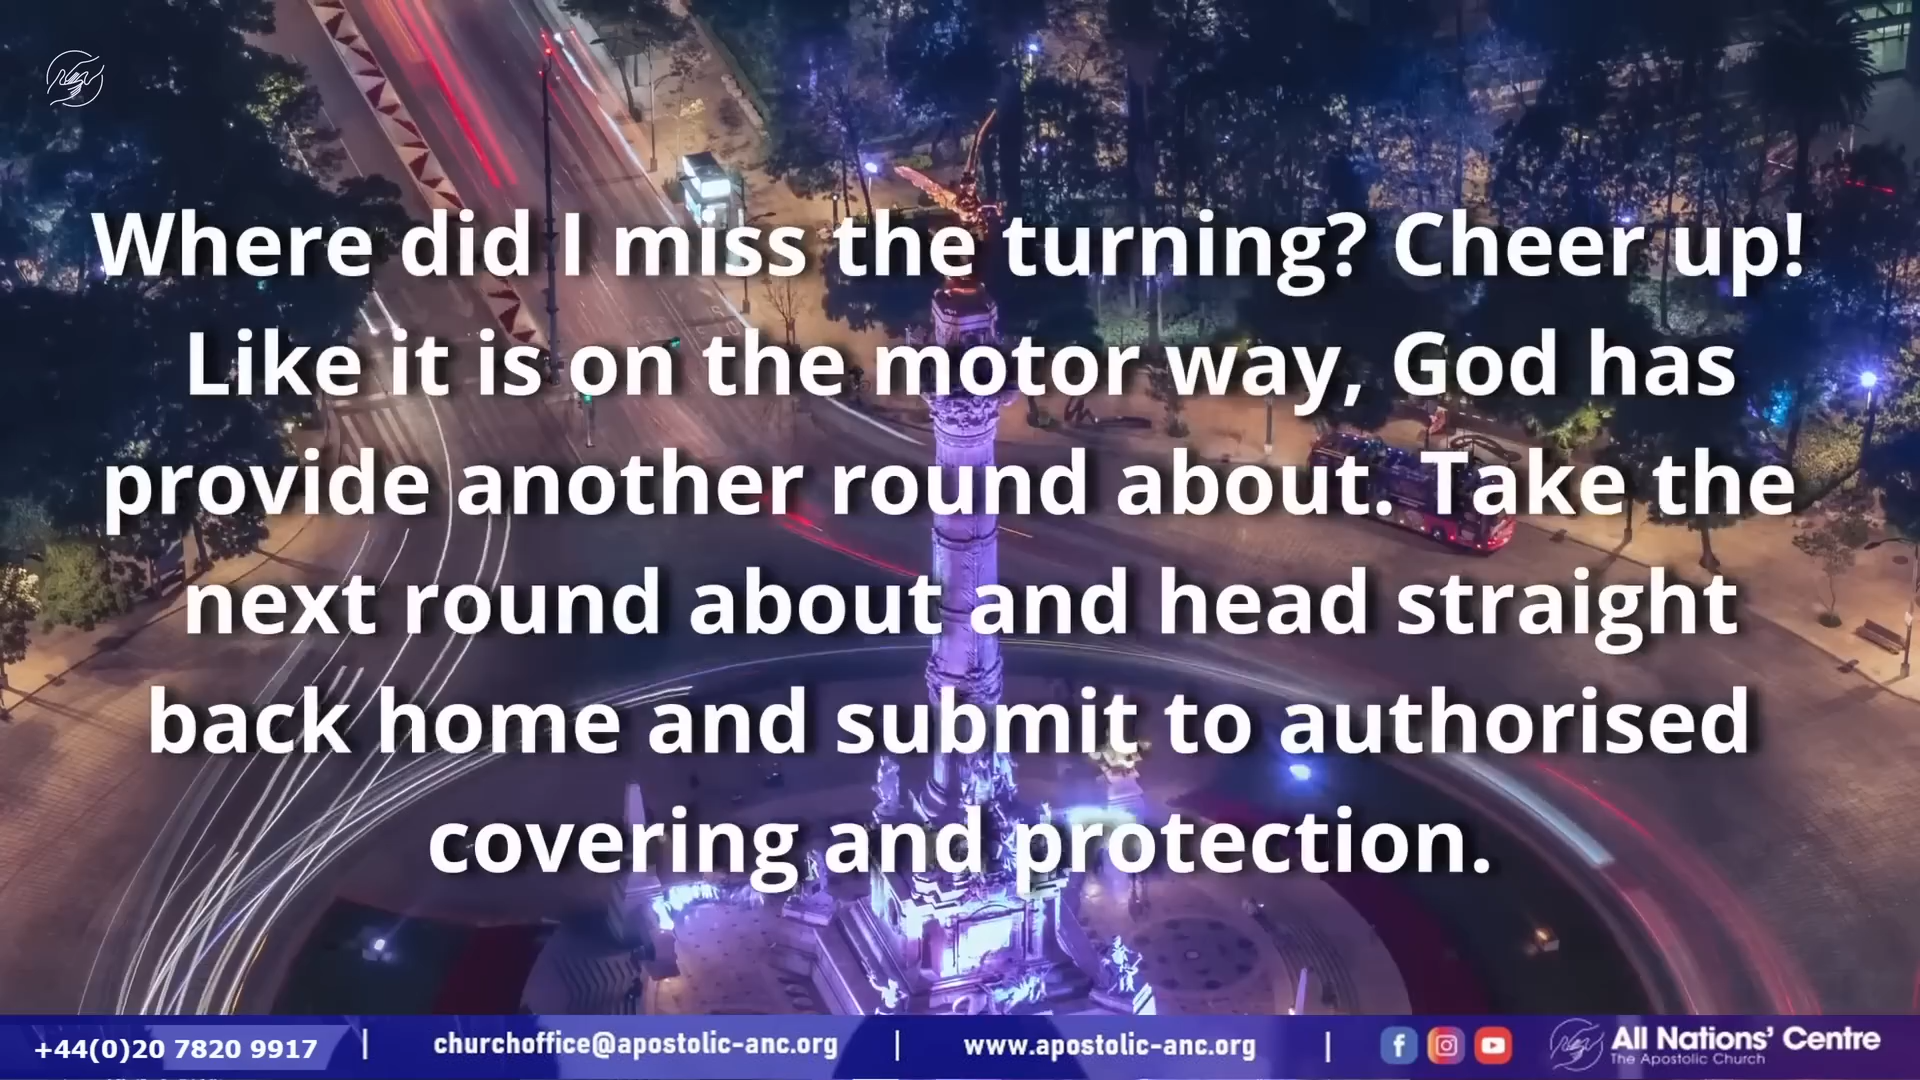 Where did I miss the turning? Cheer up!
Like it is on the motor way, God has
provide another round about. Take the
next round about and head straight
back home and submit to authorised
covering and protection.
+44(0)20 7820 9917 | churchoffice@apostolic-anc.org | www.apostolic-anc.org | All Nations' Centre
The Apostolic Church